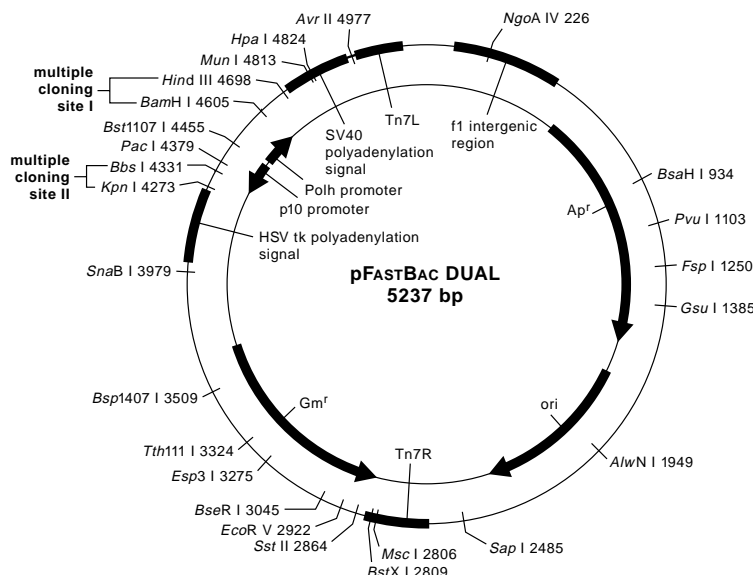 Avr II 4977
Hpa I 4824
Mun I 4813
multiple
cloning
site I
Hind III 4698
BamH I 4605
Bst1107 I 4455
Pac I 4379
multiple
cloning
site II
Bbs I 4331
Kpn I 4273
SnaB I 3979
NgoA IV 226
Tn7L
f1 intergenic
region
SV40
polyadenylation
signal
Polh promoter
p10 promoter
HSV tk polyadenylation
signal
Apr
BsaH I 934
Pvu I 1103
Fsp I 1250
Gsu I 1385
pFASTBAC DUAL
5237 bp
Bsp1407 I 3509
Gmr
ori
Tth111 I 3324
Esp3 I 3275
Tn7R
AlwN I 1949
BseR I 3045
EcoR V 2922
Sst II 2864
Msc I 2806
BstX I 2809
Sap I 2485